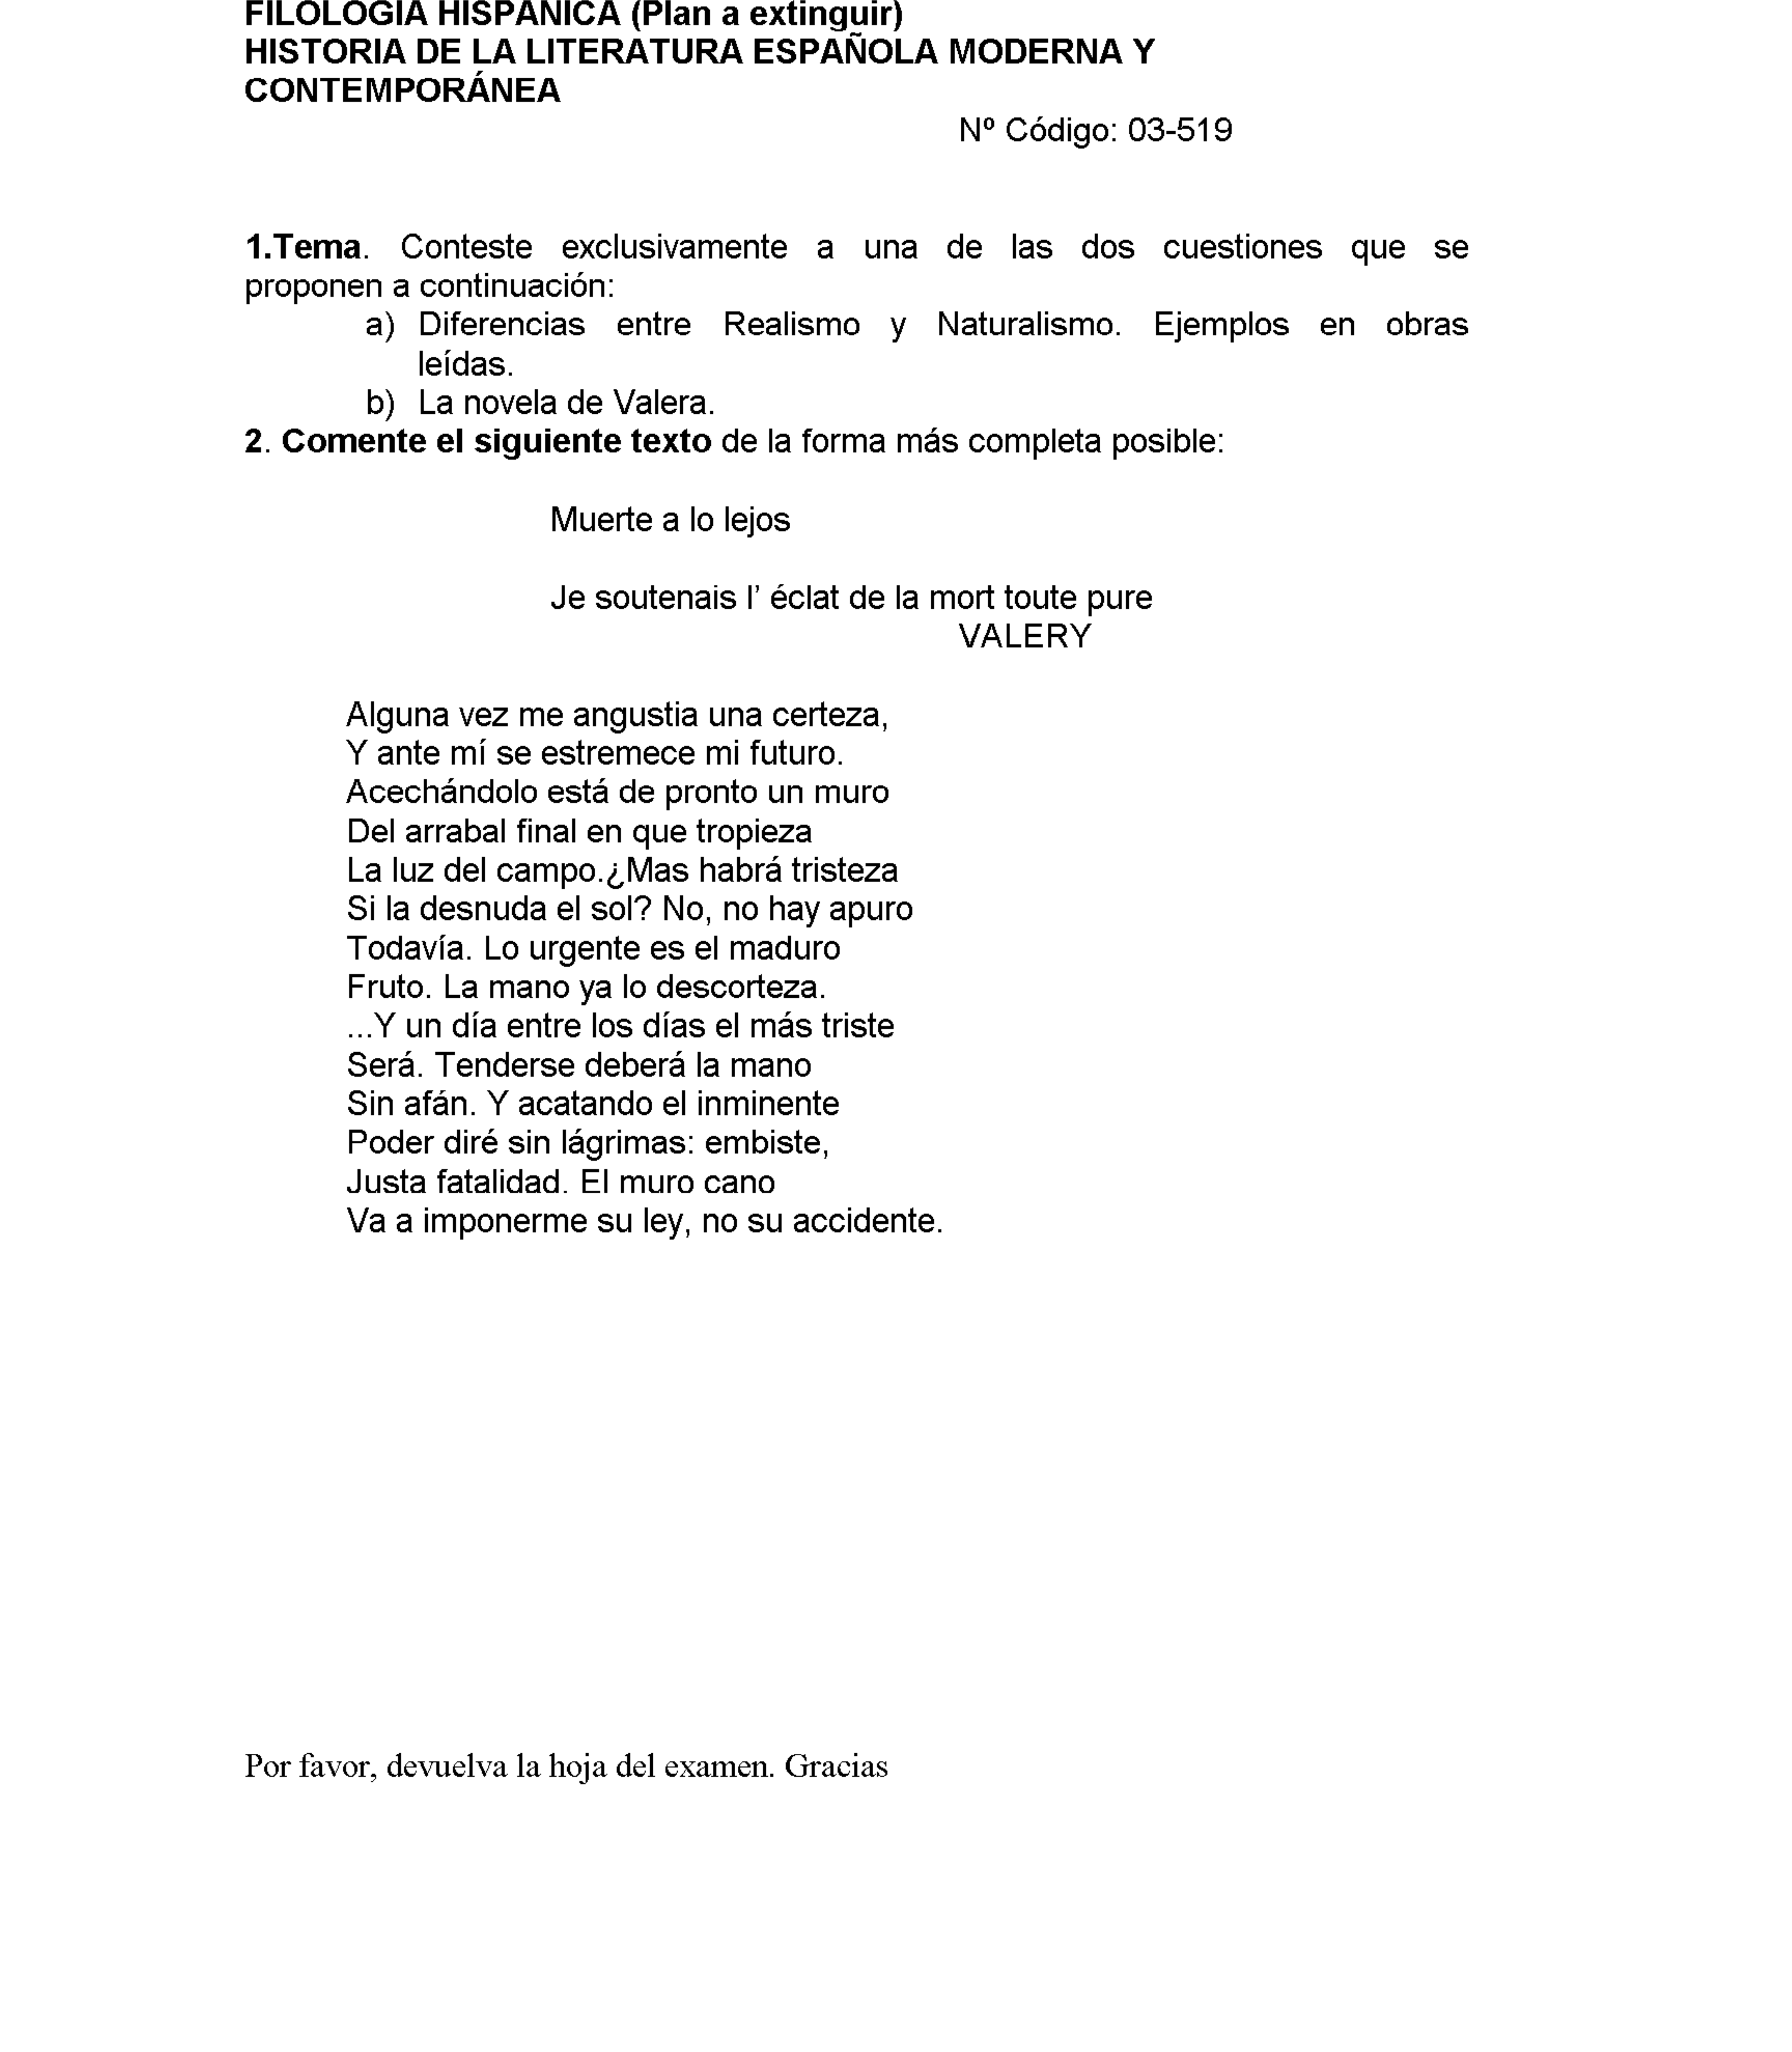 FILOLOGÍA HISPÁNICA (Plan a extinguir)
HISTORIA DE LA LITERATURA ESPAÑOLA MODERNA Y
CONTEMPORÁNEA
Nº Código: 03-519
1.Tema. Conteste exclusivamente a una de las dos cuestiones que se
proponen a continuación:
a) Diferencias entre Realismo y Naturalismo. Ejemplos en obras
leídas.
b) La novela de Valera.
2. Comente el siguiente texto de la forma más completa posible:
Muerte a lo lejos
Je soutenais l’ éclat de la mort toute pure
VALERY
Alguna vez me angustia una certeza,
Y ante mí se estremece mi futuro.
Acechándolo está de pronto un muro
Del arrabal final en que tropieza
La luz del campo.¿Mas habrá tristeza
Si la desnuda el sol? No, no hay apuro
Todavía. Lo urgente es el maduro
Fruto. La mano ya lo descorteza.
...Y un día entre los días el más triste
Será. Tenderse deberá la mano
Sin afán. Y acatando el inminente
Poder diré sin lágrimas: embiste,
Justa fatalidad. El muro cano
Va a imponerme su ley, no su accidente.
Por favor, devuelva la hoja del examen. Gracias